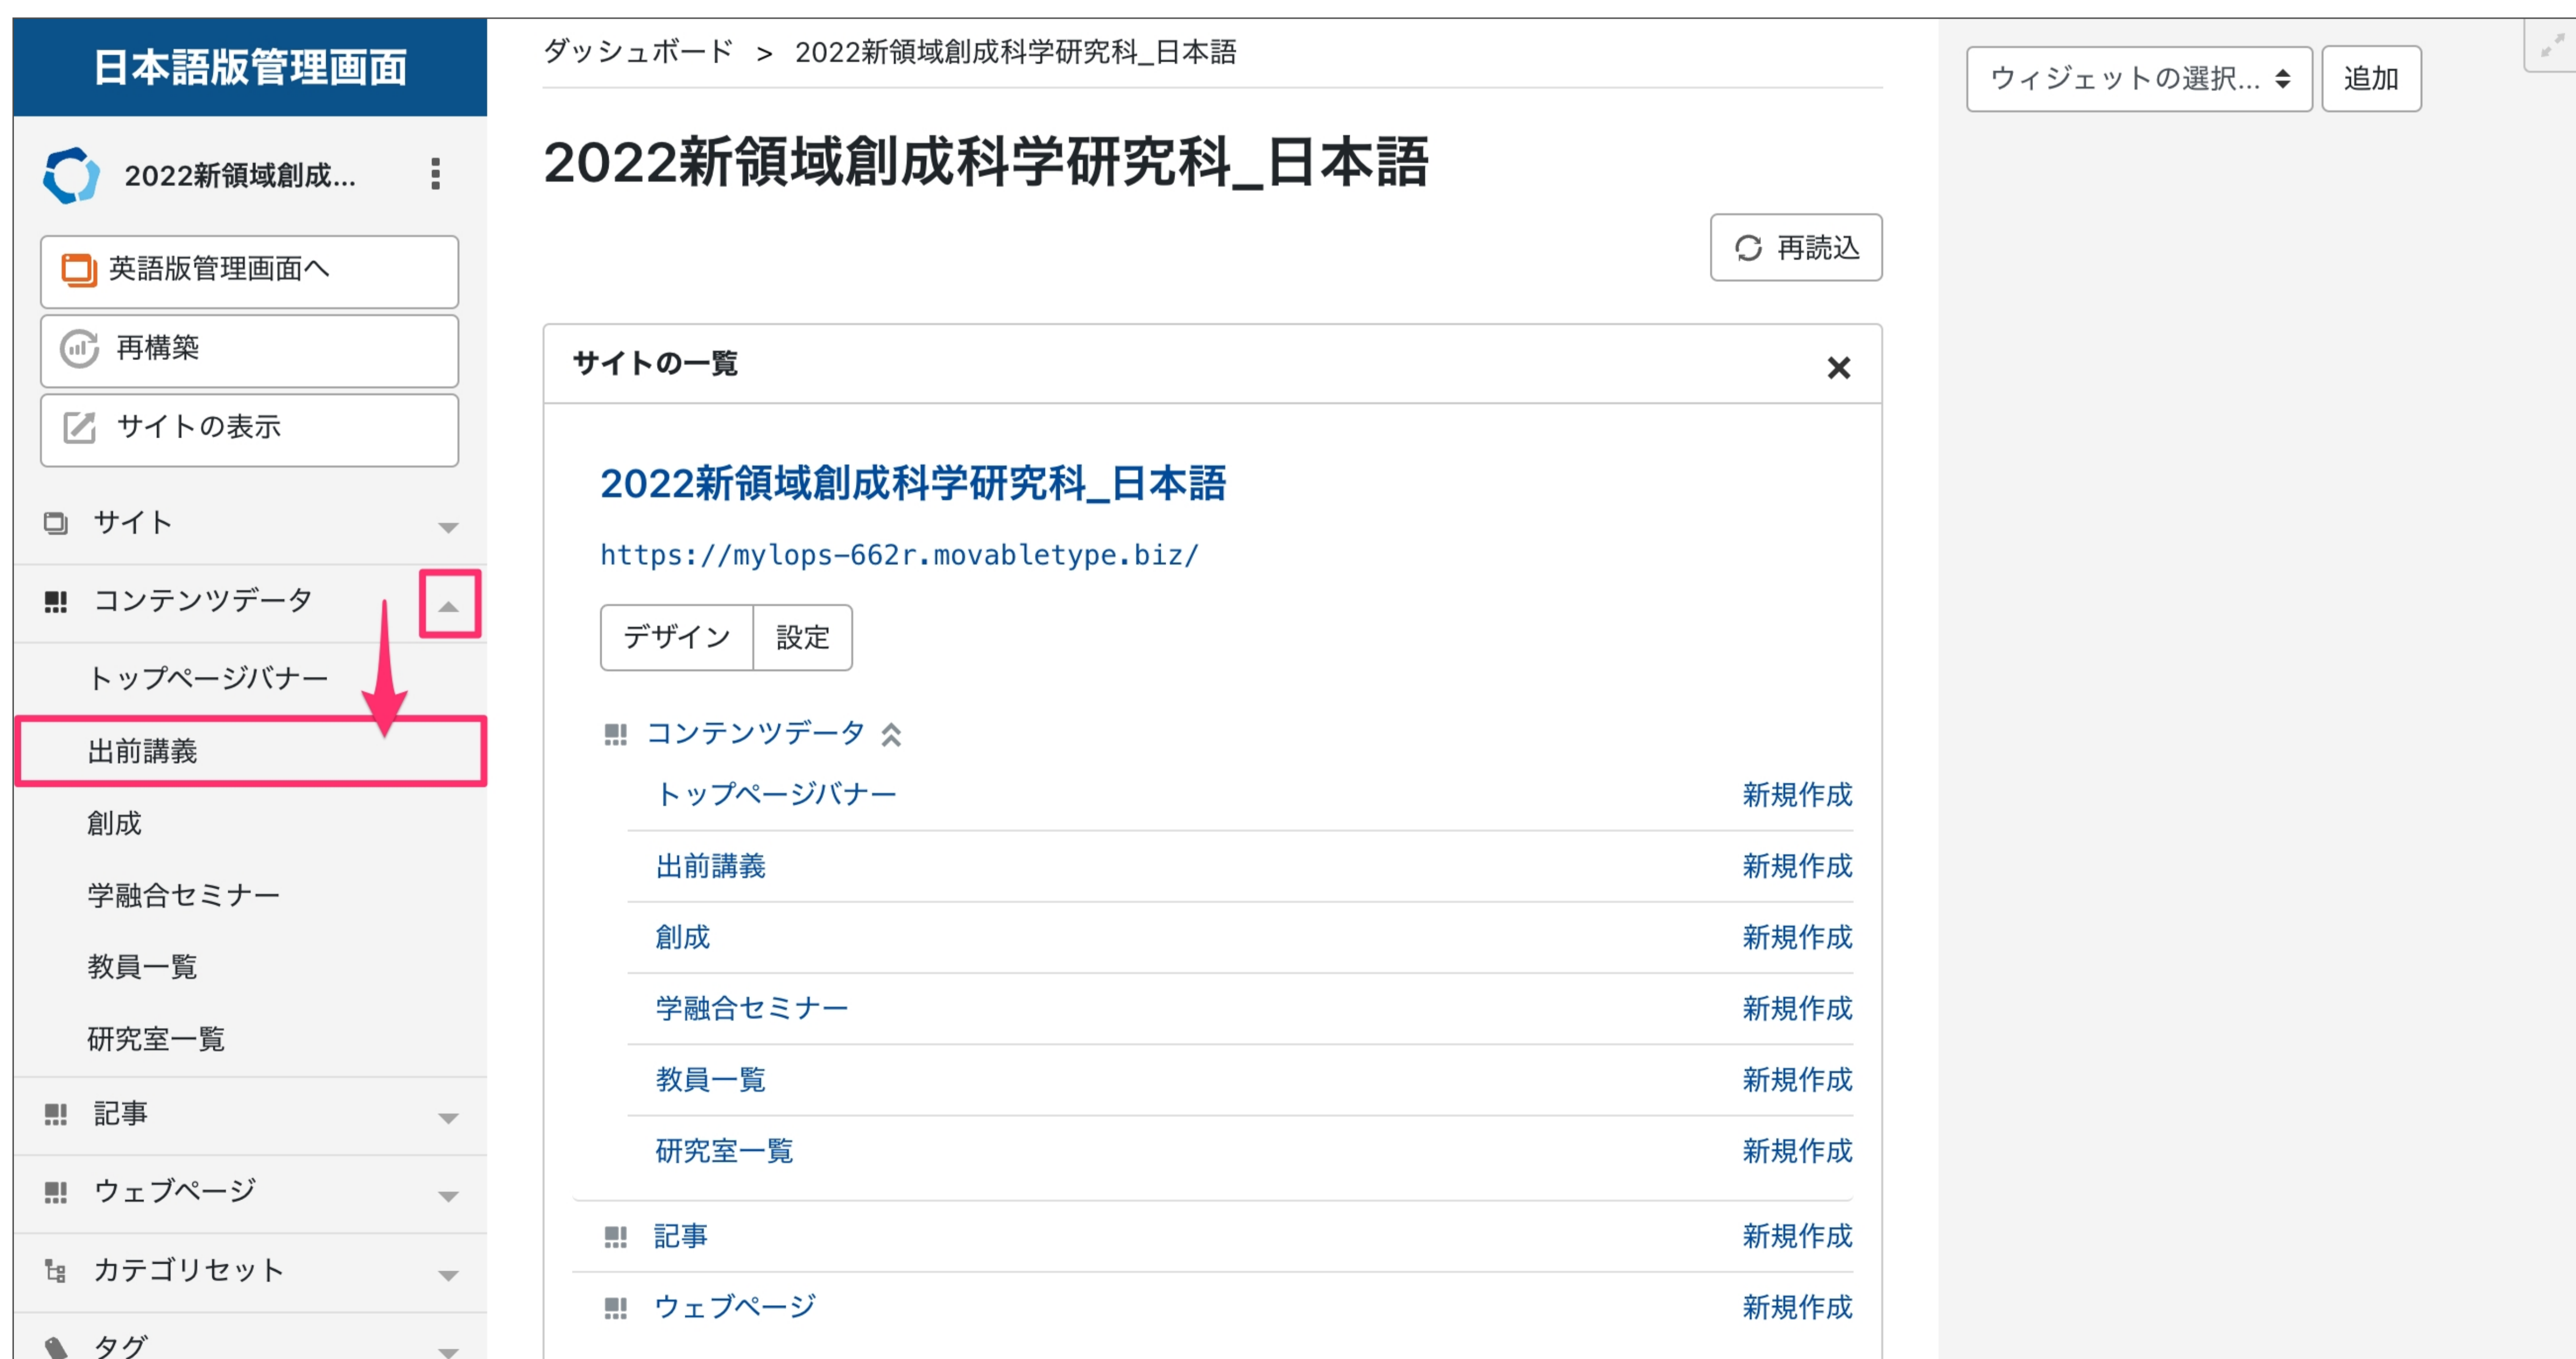 日本語版管理画面
2022新領域創成...
英語版管理画面へ
再構築
サイトの表示
サイト
コンテンツデータ
トップページバナー
出前講義
創成
学融合セミナー
教員一覧
研究室一覧
記事
ウェブページ
カテゴリセット
タグ
ダッシュボード > 2022新領域創成科学研究科_日本語
2022新領域創成科学研究科_日本語
再読込
サイトの一覧
2022新領域創成科学研究科_日本語
https://mylops-662r.movabletype.biz/
デザイン 設定
コンテンツデータ
トップページバナー 新規作成
出前講義 新規作成
創成 新規作成
学融合セミナー 新規作成
教員一覧 新規作成
研究室一覧 新規作成
記事 新規作成
ウェブページ 新規作成
ウィジェットの選択... 追加